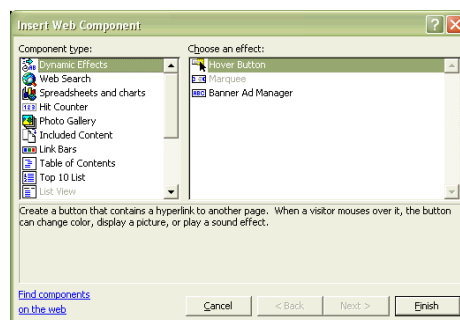 Insert Web Component
Component type:
Choose an effect:
Dynamic Effects
Web Search
Spreadsheets and charts
Hit Counter
Photo Gallery
Included Content
Link Bars
Table of Contents
Top 10 List
List View
Hover Button
Marquee
Banner Ad Manager
Create a button that contains a hyperlink to another page. When a visitor mouses over it, the button
can change color, display a picture, or play a sound effect.
Find components
on the web
Cancel
< Back
Next >
Finish